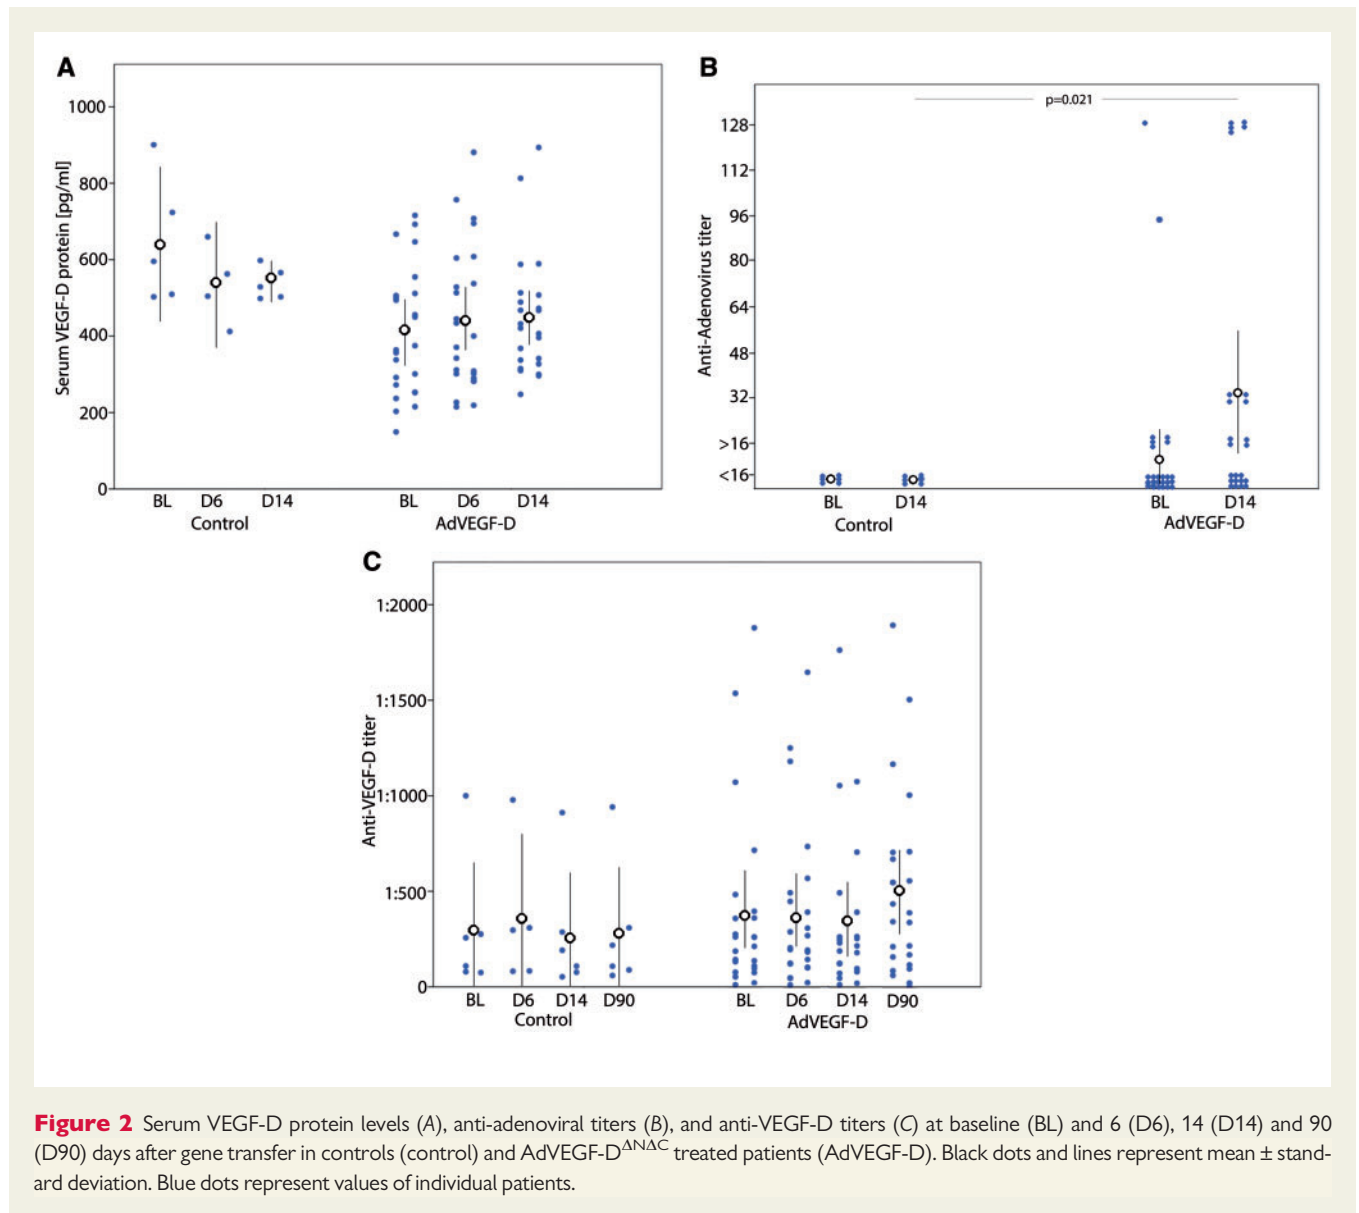 A
Serum VEGF-D protein [pg/ml]
1000
800
600
400
200
0
BL D6 D14 BL D6 D14
Control AdVEGF-D
B
p=0.021
Anti-Adenovirus titer
128
112
96
80
64
48
32
>16
<16
BL D14 BL D14
Control AdVEGF-D
C
Anti-VEGF-D titer
1:2000
1:1500
1:1000
1:500
0
BL D6 D14 D90 BL D6 D14 D90
Control AdVEGF-D
Figure 2 Serum VEGF-D protein levels (A), anti-adenoviral titers (B), and anti-VEGF-D titers (C) at baseline (BL) and 6 (D6), 14 (D14) and 90
(D90) days after gene transfer in controls (control) and AdVEGF-DΔNΔC treated patients (AdVEGF-D). Black dots and lines represent mean ± stand-
ard deviation. Blue dots represent values of individual patients.